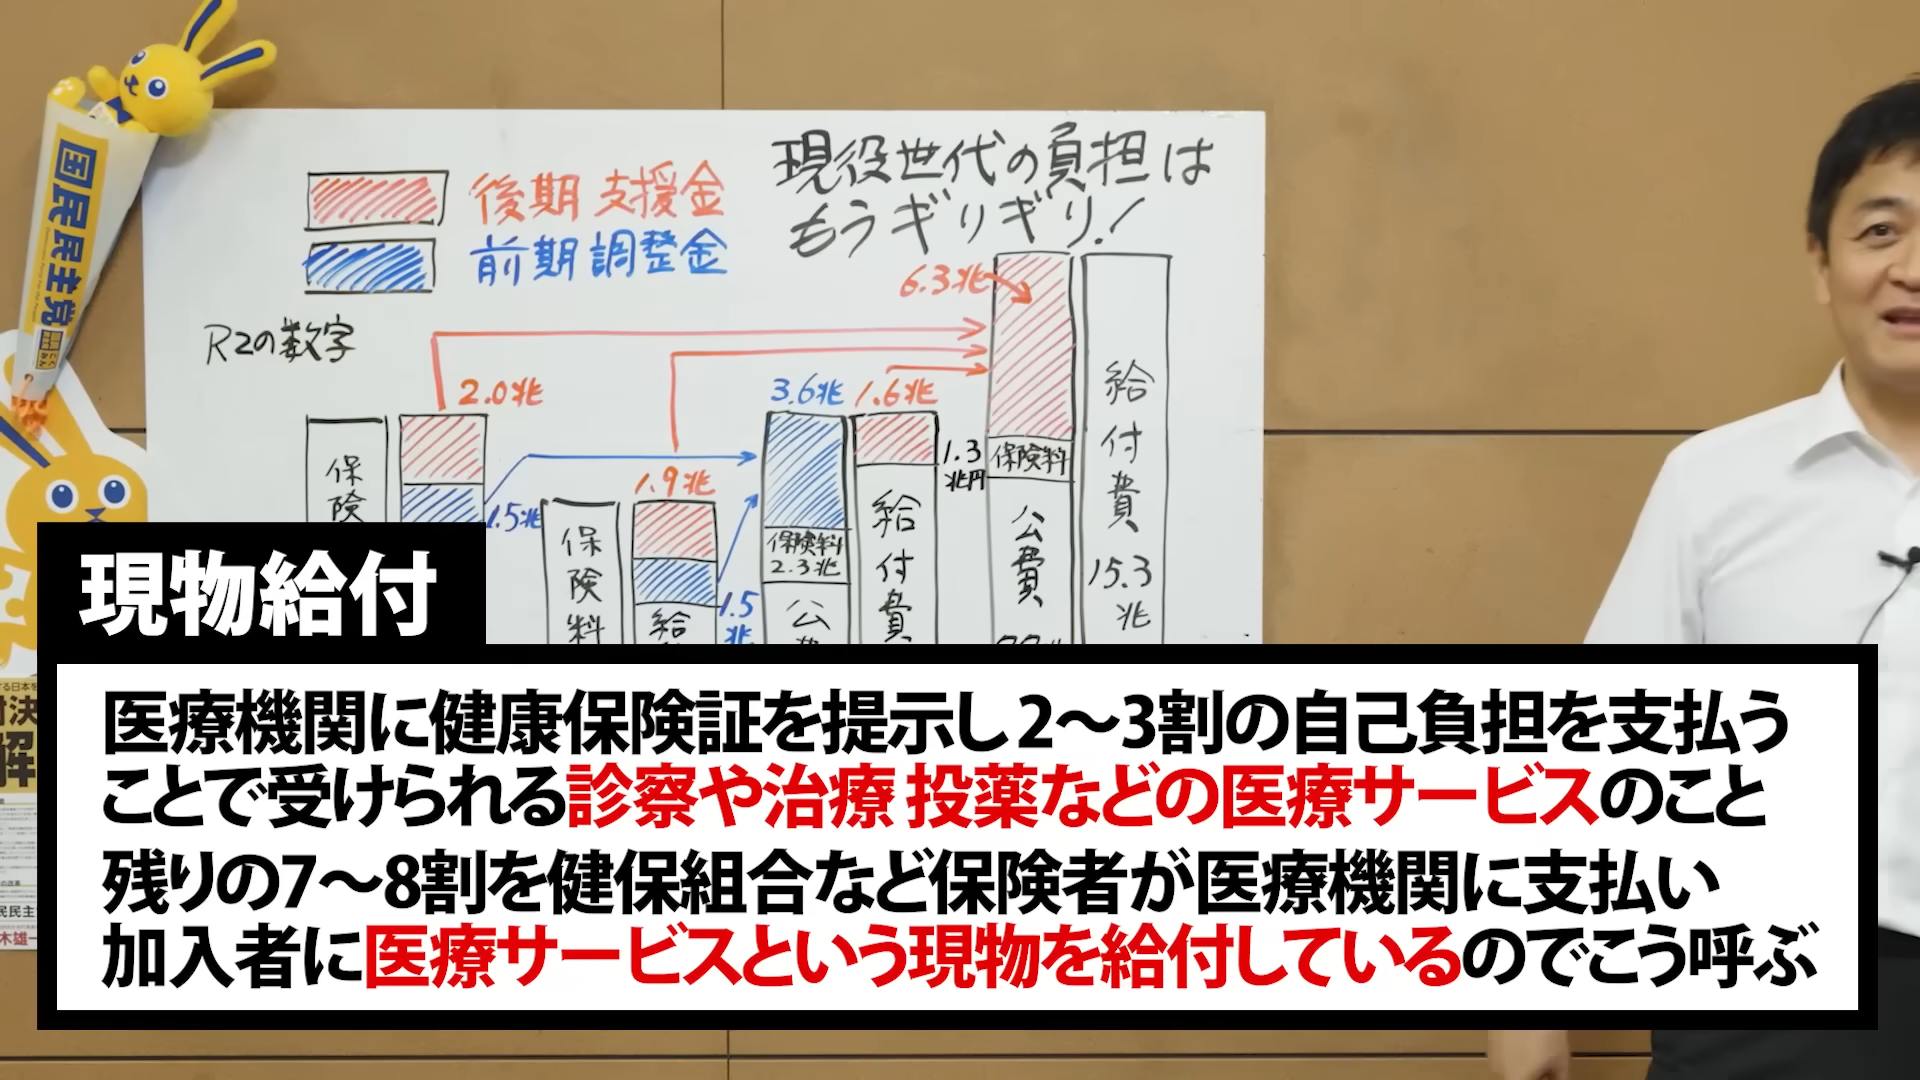 国民民主党
現役世代の負担は
もうギリギリ!
後期支援金
前期調整金
R2の数字
6.3兆
2.0兆
3.6兆
1.6兆
1.9兆
1.5兆
1.5兆
1.3兆円
保険
保険料
給
保険料
2.3兆
公
給付費
保険料
公費
給付費
15.3兆
対決
解
現物給付
医療機関に健康保険証を提示し2〜3割の自己負担を支払う
ことで受けられる診察や治療 投薬などの医療サービスのこと
残りの7〜8割を健保組合など保険者が医療機関に支払い
加入者に医療サービスという現物を給付しているのでこう呼ぶ